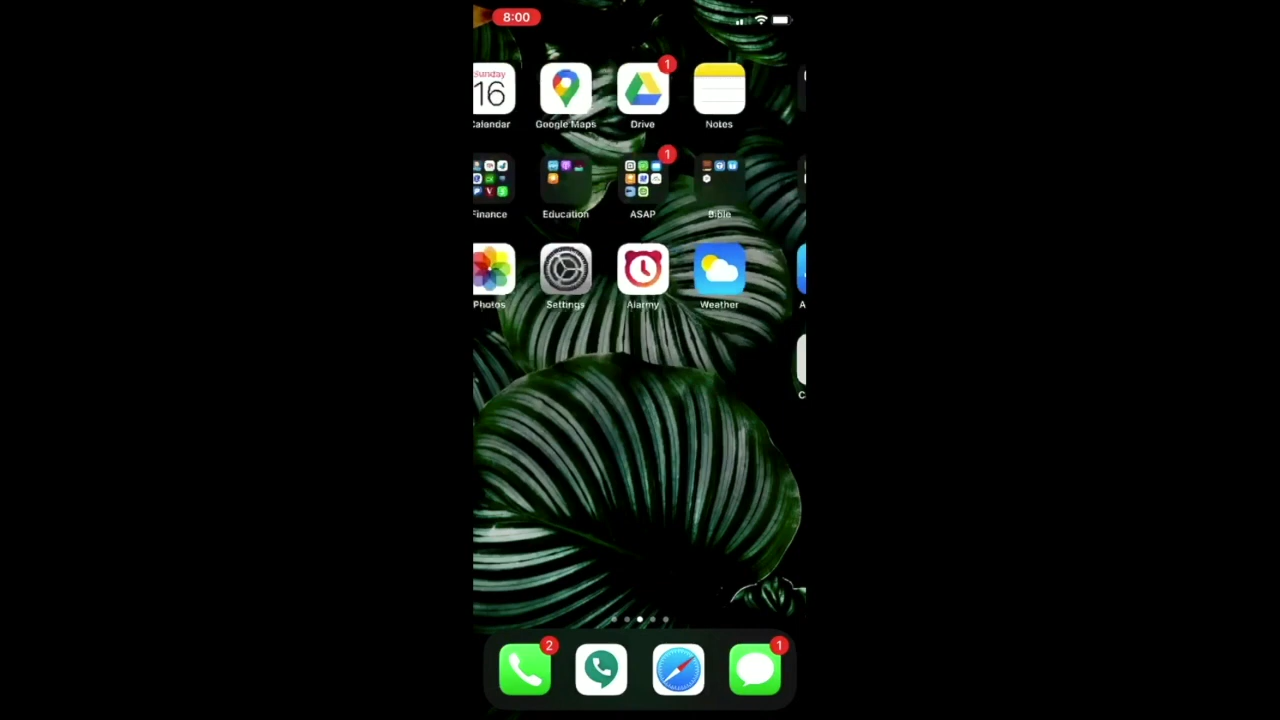 8:00
Sunday
16
1
Calendar
Google Maps
Drive
Notes
1
Finance
Education
ASAP
Bible
Photos
Settings
Alarmy
Weather
2
1